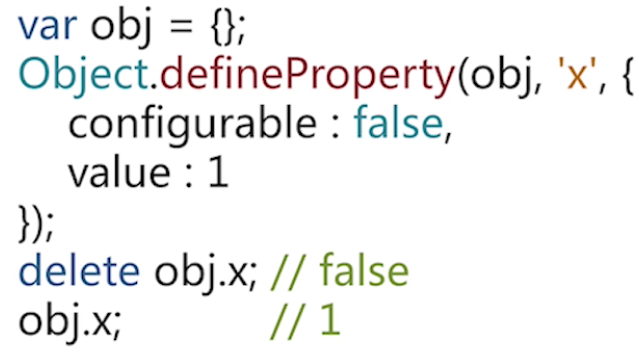 var obj = {};
Object.defineProperty(obj, 'x', {
    configurable : false,
    value : 1
});
delete obj.x; // false
obj.x;            // 1